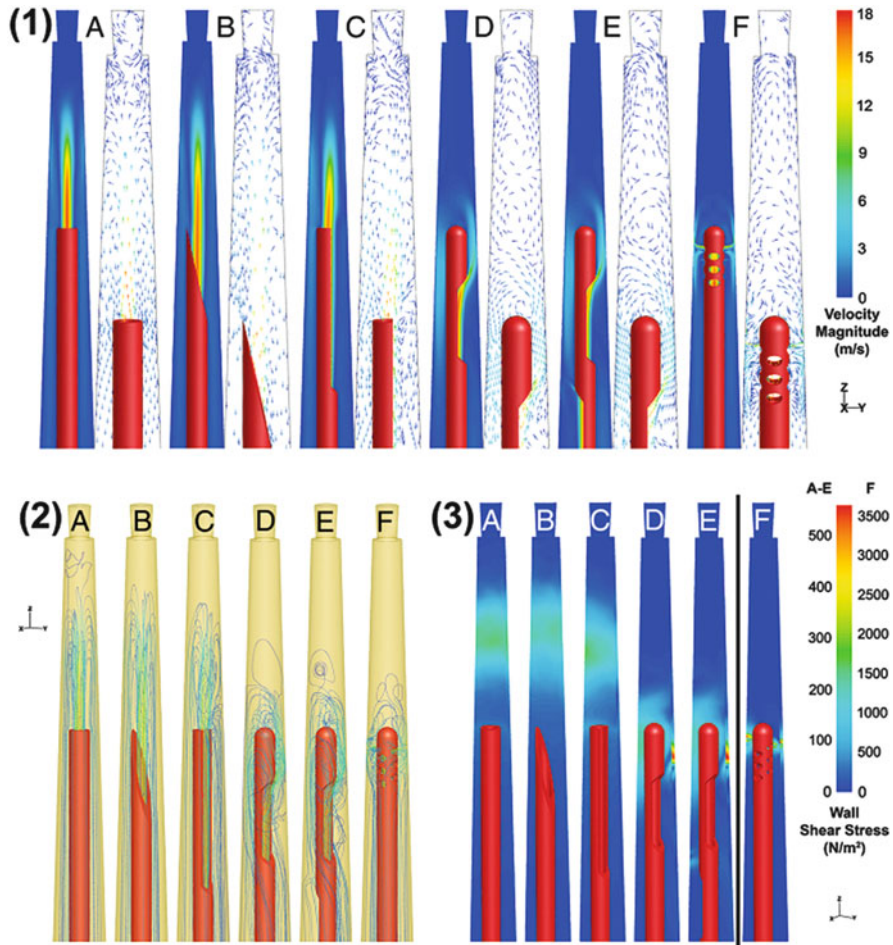 (1)
A
B
C
D
E
F
18
15
12
9
6
3
0
Velocity
Magnitude
(m/s)
Z
X Y
(2)
A
B
C
D
E
F
Z
X Y
(3)
A
B
C
D
E
F
A-E F
3500
500
3000
400
2500
300
2000
1500
200
1000
100
500
0 0
Wall
Shear Stress
(N/m²)
Z
X Y